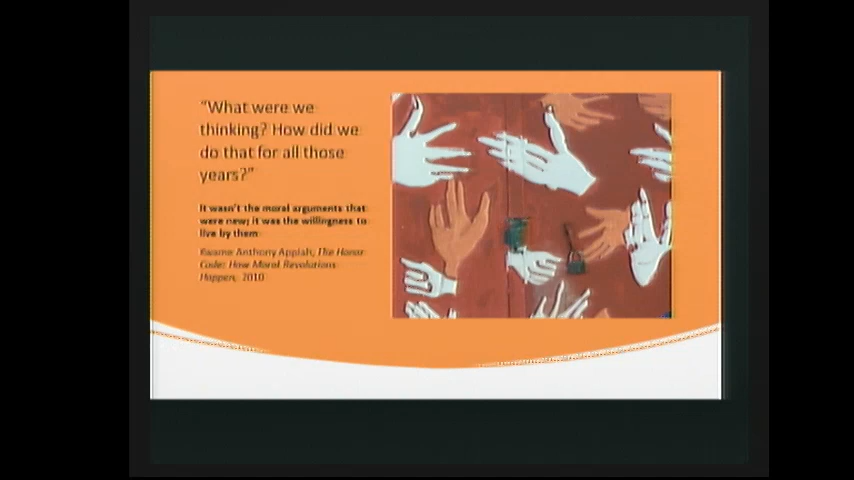 “What were we
thinking? How did we
do that for all those
years?”
It wasn't the moral arguments that
were new; it was the willingness to
live by them
Kwame Anthony Appiah, The Honor
Code: How Moral Revolutions
Happen, 2010